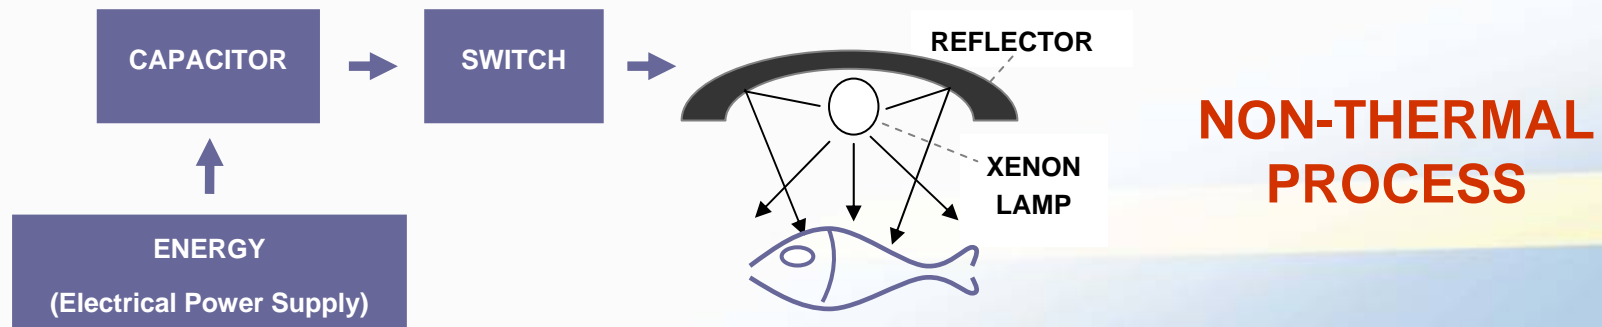 CAPACITOR
SWITCH
REFLECTOR
XENON
LAMP
ENERGY
(Electrical Power Supply)
NON-THERMAL
PROCESS